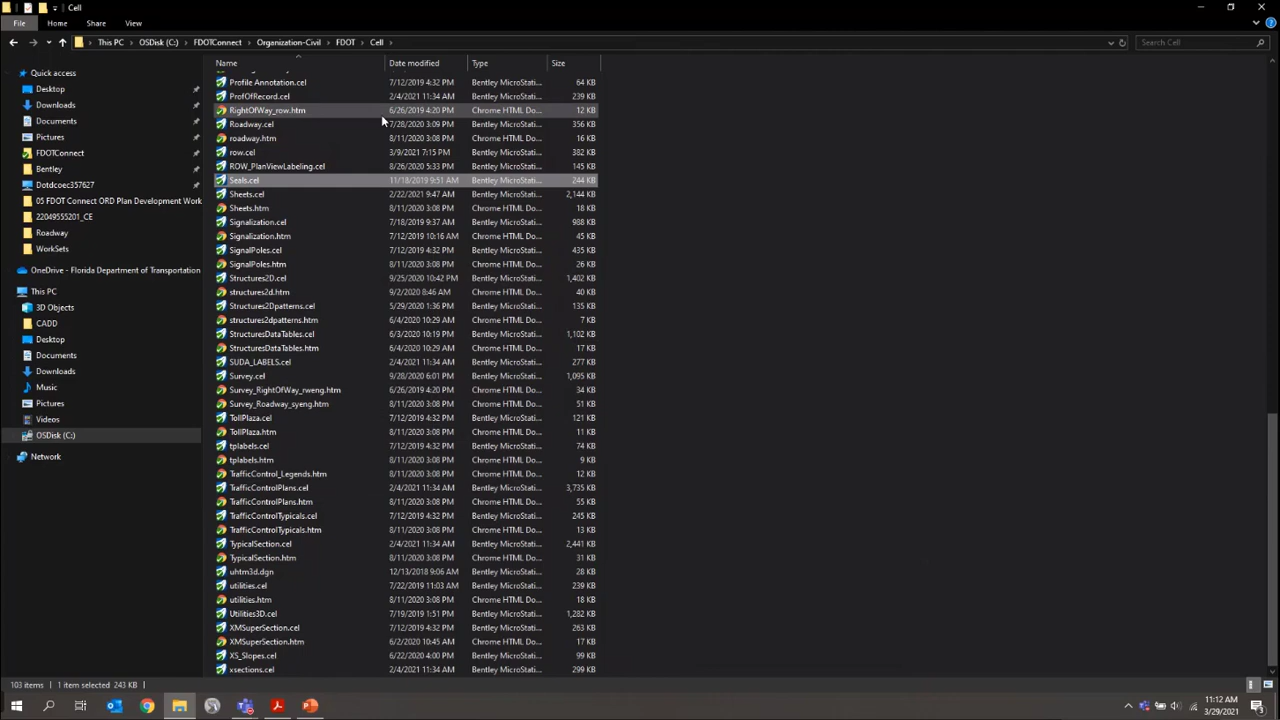 Cell
File Home Share View
This PC OSDisk (C:) FDOTConnect Organization-Civil FDOT Cell
Search Cell
Name Date modified Type Size
Quick access
Desktop
Downloads
Documents
Pictures
FDOTConnect
Bentley
Dotdcoec357627
05 FDOT Connect ORD Plan Development Work
22049555201_CE
Roadway
WorkSets
OneDrive - Florida Department of Transportation
This PC
3D Objects
CADD
Desktop
Documents
Downloads
Music
Pictures
Videos
OSDisk (C:)
Network
Profile Annotation.cel 7/12/2019 4:32 PM Bentley MicroStati... 64 KB
ProfOfRecord.cel 2/4/2021 11:34 AM Bentley MicroStati... 239 KB
RightOfWay_row.htm 6/26/2019 4:20 PM Chrome HTML Do... 12 KB
Roadway.cel 7/28/2020 3:09 PM Bentley MicroStati... 356 KB
roadway.htm 8/11/2020 3:08 PM Chrome HTML Do... 16 KB
row.cel 3/9/2021 7:15 PM Bentley MicroStati... 382 KB
ROW_PlanViewLabeling.cel 8/26/2020 5:33 PM Bentley MicroStati... 145 KB
Seals.cel 11/18/2019 9:51 AM Bentley MicroStati... 244 KB
Sheets.cel 2/22/2021 9:47 AM Bentley MicroStati... 2,144 KB
Sheets.htm 8/11/2020 3:08 PM Chrome HTML Do... 18 KB
Signalization.cel 7/18/2019 9:37 AM Bentley MicroStati... 988 KB
Signalization.htm 7/12/2019 10:16 AM Chrome HTML Do... 45 KB
SignalPoles.cel 7/12/2019 4:32 PM Bentley MicroStati... 435 KB
SignalPoles.htm 8/11/2020 3:08 PM Chrome HTML Do... 26 KB
Structures2D.cel 9/25/2020 10:42 PM Bentley MicroStati... 1,402 KB
structures2d.htm 9/2/2020 8:46 AM Chrome HTML Do... 40 KB
Structures2Dpatterns.cel 5/29/2020 1:36 PM Bentley MicroStati... 135 KB
structures2dpatterns.htm 6/4/2020 10:29 AM Chrome HTML Do... 7 KB
StructuresDataTables.cel 6/3/2020 10:19 PM Bentley MicroStati... 1,102 KB
StructuresDataTables.htm 6/4/2020 10:29 AM Chrome HTML Do... 17 KB
SUDA_LABELS.cel 2/4/2021 11:34 AM Bentley MicroStati... 277 KB
Survey.cel 9/28/2020 6:01 PM Bentley MicroStati... 1,095 KB
Survey_RightOfWay_rweng.htm 6/26/2019 4:20 PM Chrome HTML Do... 34 KB
Survey_Roadway_syeng.htm 8/11/2020 3:08 PM Chrome HTML Do... 51 KB
TollPlaza.cel 7/12/2019 4:32 PM Bentley MicroStati... 121 KB
TollPlaza.htm 8/11/2020 3:08 PM Chrome HTML Do... 11 KB
tplabels.cel 7/12/2019 4:32 PM Bentley MicroStati... 74 KB
tplabels.htm 8/11/2020 3:08 PM Chrome HTML Do... 9 KB
TrafficControl_Legends.htm 8/11/2020 3:08 PM Chrome HTML Do... 13 KB
TrafficControlPlans.cel 2/4/2021 11:34 AM Bentley MicroStati... 3,735 KB
TrafficControlPlans.htm 8/11/2020 3:08 PM Chrome HTML Do... 55 KB
TrafficControlTypicals.cel 7/12/2019 4:32 PM Bentley MicroStati... 245 KB
TrafficControlTypicals.htm 8/11/2020 3:08 PM Chrome HTML Do... 13 KB
TypicalSection.cel 2/4/2021 11:34 AM Bentley MicroStati... 2,441 KB
TypicalSection.htm 8/11/2020 3:08 PM Chrome HTML Do... 31 KB
uhtm3d.dgn 12/13/2018 9:06 AM Bentley MicroStati... 28 KB
utilities.cel 7/22/2019 11:03 AM Bentley MicroStati... 239 KB
utilities.htm 8/11/2020 3:08 PM Chrome HTML Do... 18 KB
Utilities3D.cel 7/19/2019 1:51 PM Bentley MicroStati... 1,282 KB
XMSuperSection.cel 7/12/2019 4:32 PM Bentley MicroStati... 263 KB
XMSuperSection.htm 6/2/2020 10:45 AM Chrome HTML Do... 17 KB
XS_Slopes.cel 6/22/2020 4:00 PM Bentley MicroStati... 99 KB
xsections.cel 2/4/2021 11:34 AM Bentley MicroStati... 299 KB
103 items 1 item selected 243 KB
11:12 AM
3/29/2021